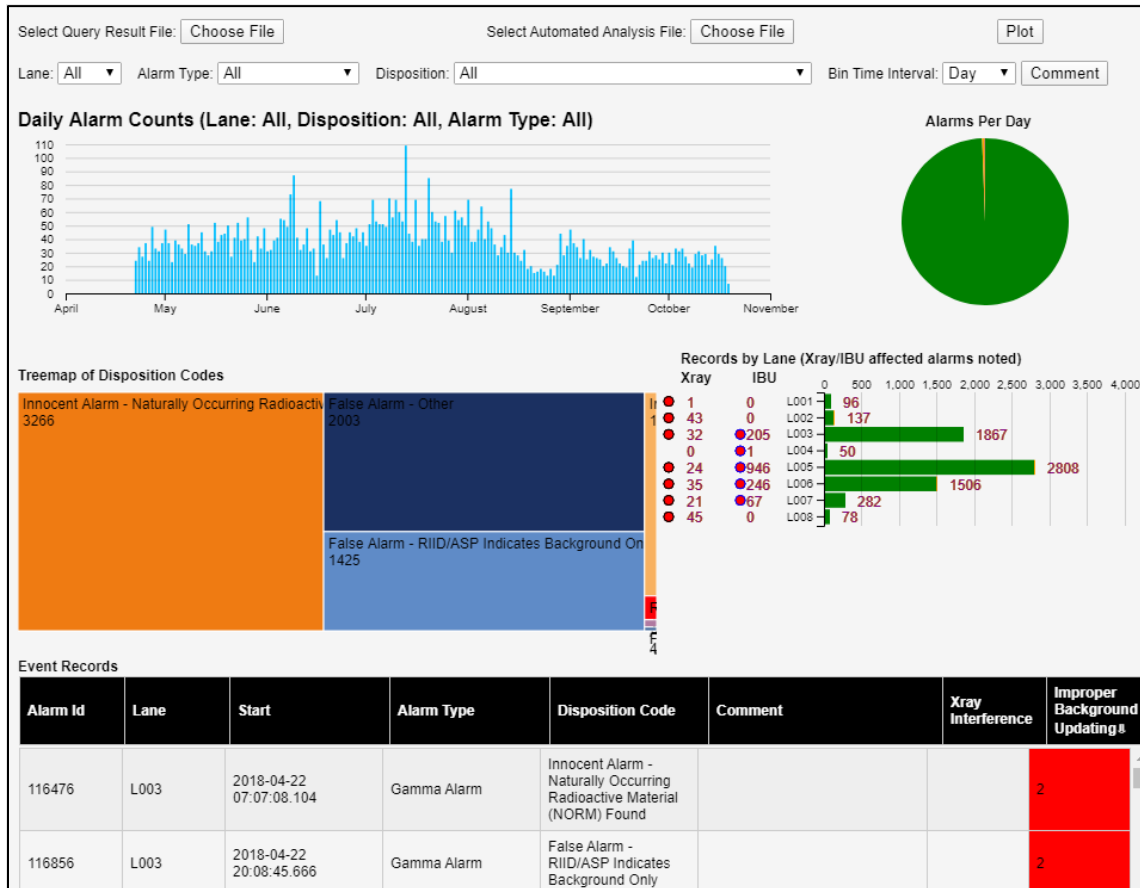 Select Query Result File: Choose File Select Automated Analysis File: Choose File Plot
Lane: All Alarm Type: All Disposition: All Bin Time Interval: Day Comment
Daily Alarm Counts (Lane: All, Disposition: All, Alarm Type: All)
Alarms Per Day
110
100
90
80
70
60
50
40
30
20
10
0
April May June July August September October November
Treemap of Disposition Codes
Innocent Alarm - Naturally Occurring Radioactiv
3266
False Alarm - Other
2003
False Alarm - RIID/ASP Indicates Background On
1425
4
Records by Lane (Xray/IBU affected alarms noted)
Xray IBU
0 500 1,000 1,500 2,000 2,500 3,000 3,500 4,000
1 0 L001 96
43 0 L002 137
32 205 L003 1867
0 1 L004 50
24 946 L005 2808
35 246 L006 1506
21 67 L007 282
45 0 L008 78
Event Records
Alarm Id Lane Start Alarm Type Disposition Code Comment Xray Interference Improper Background Updating
116476 L003 2018-04-22 07:07:08.104 Gamma Alarm Innocent Alarm - Naturally Occurring Radioactive Material (NORM) Found 2
116856 L003 2018-04-22 20:08:45.666 Gamma Alarm False Alarm - RIID/ASP Indicates Background Only 2